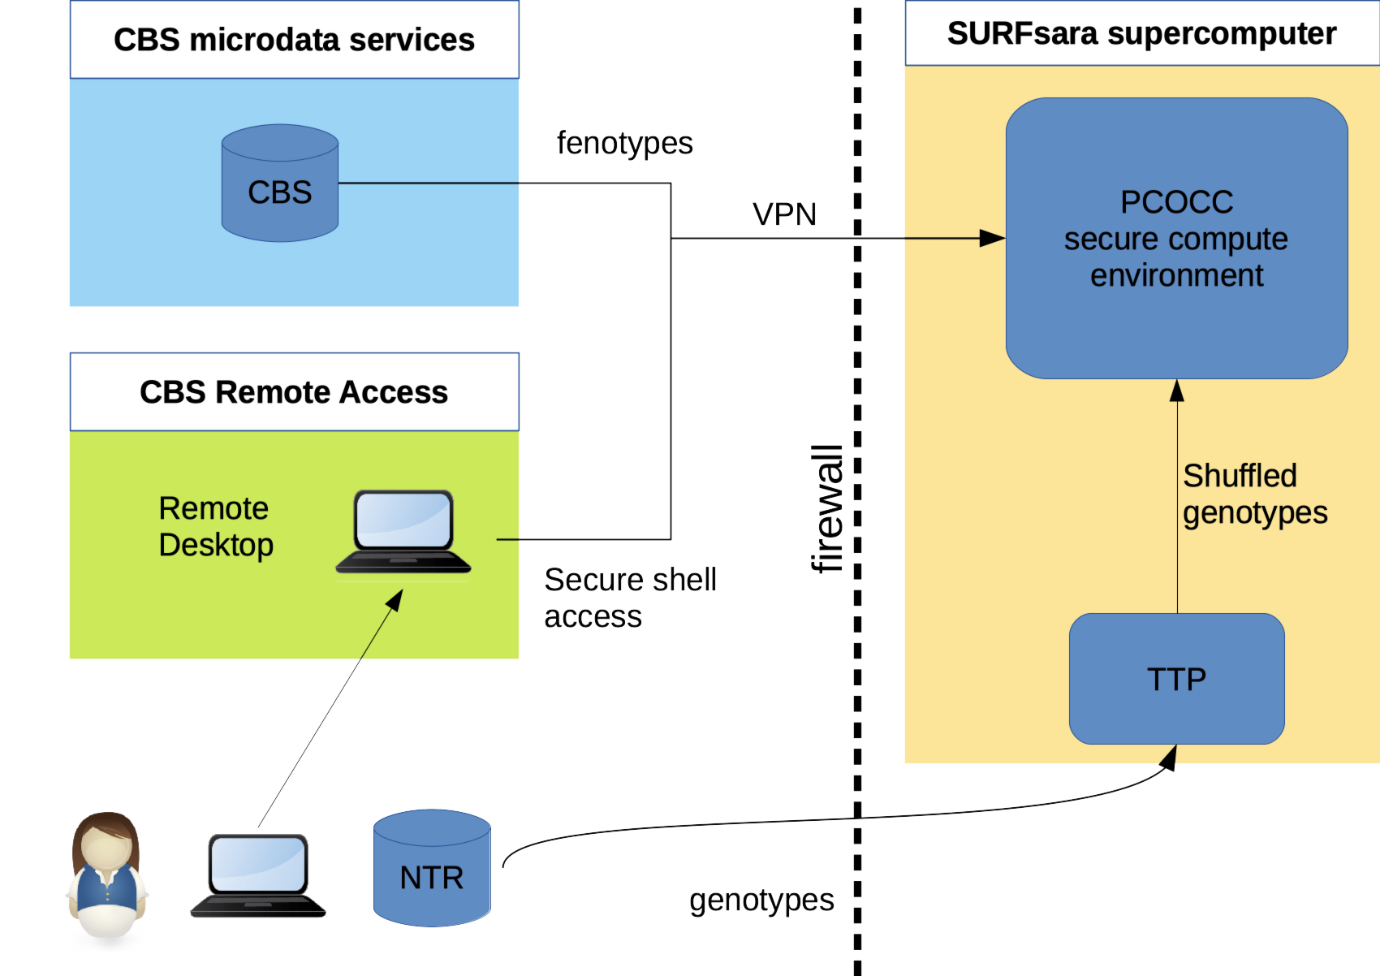 CBS microdata services
CBS
fenotypes
VPN
CBS Remote Access
Remote
Desktop
Secure shell
access
firewall
SURFsara supercomputer
PCOCC
secure compute
environment
Shuffled
genotypes
TTP
NTR
genotypes